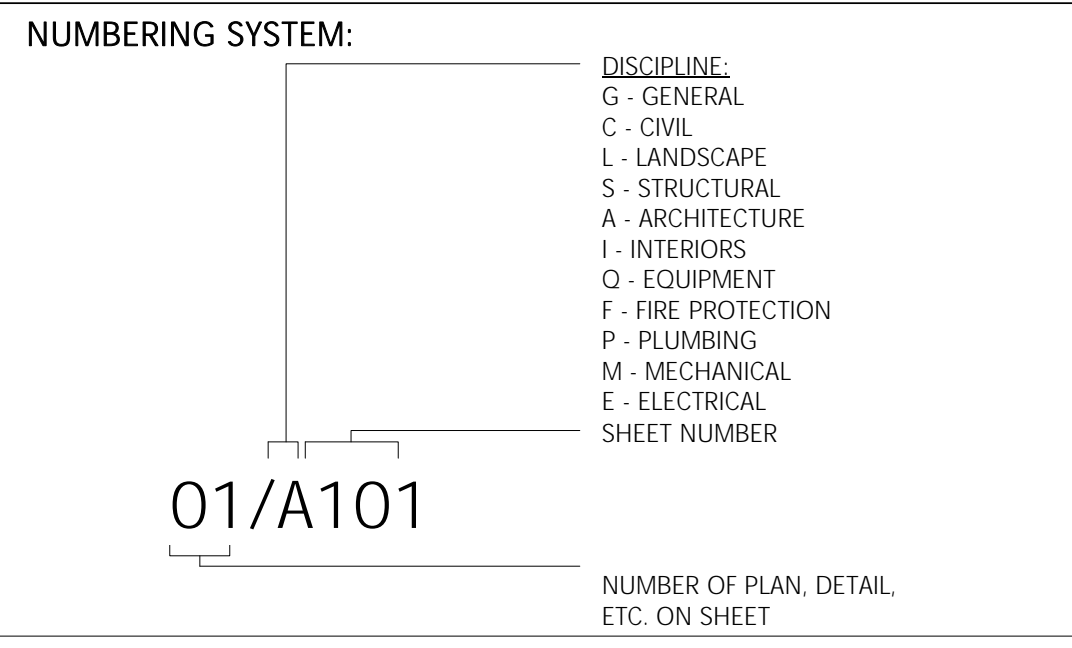 NUMBERING SYSTEM:
DISCIPLINE:
G - GENERAL
C - CIVIL
L - LANDSCAPE
S - STRUCTURAL
A - ARCHITECTURE
I - INTERIORS
Q - EQUIPMENT
F - FIRE PROTECTION
P - PLUMBING
M - MECHANICAL
E - ELECTRICAL
SHEET NUMBER
01/A101
NUMBER OF PLAN, DETAIL,
ETC. ON SHEET